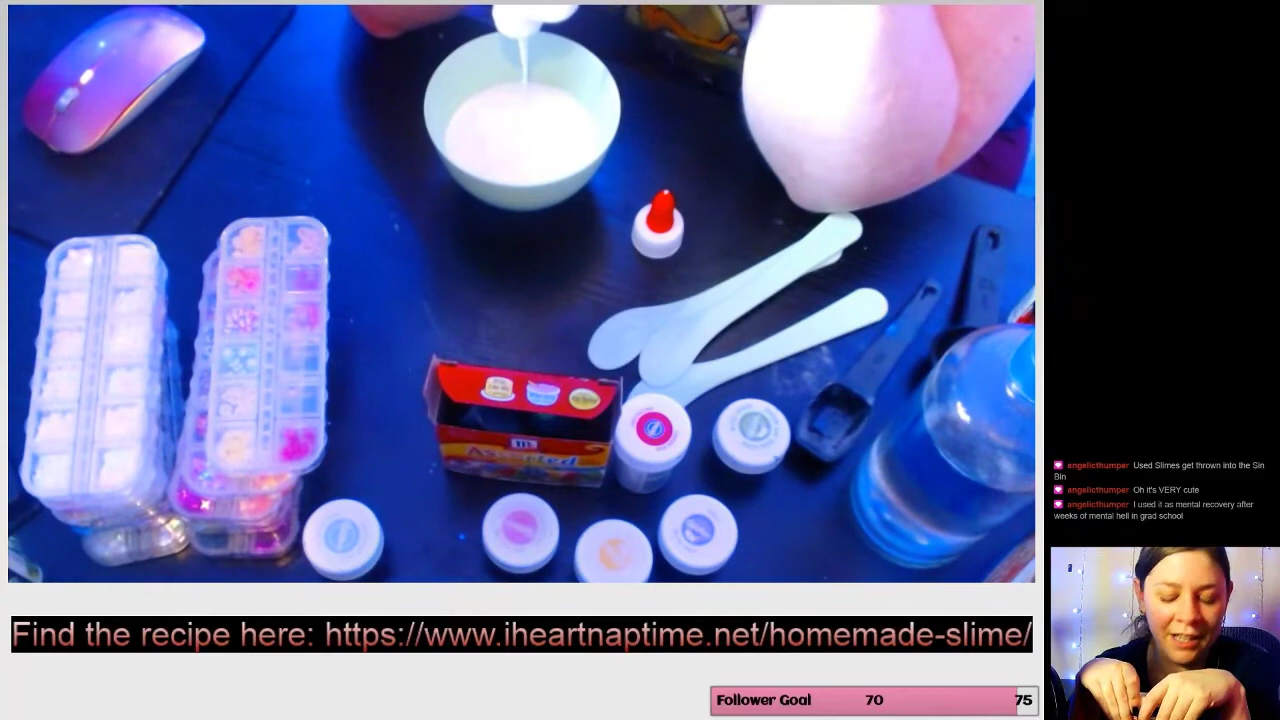 Assorted
angelicthumper Used Slimes get thrown into the Sin
Bin
angelicthumper Oh it's VERY cute
angelicthumper I used it as mental recovery after
weeks of mental hell in grad school
Find the recipe here: https://www.iheartnaptime.net/homemade-slime/
Follower Goal 70 75